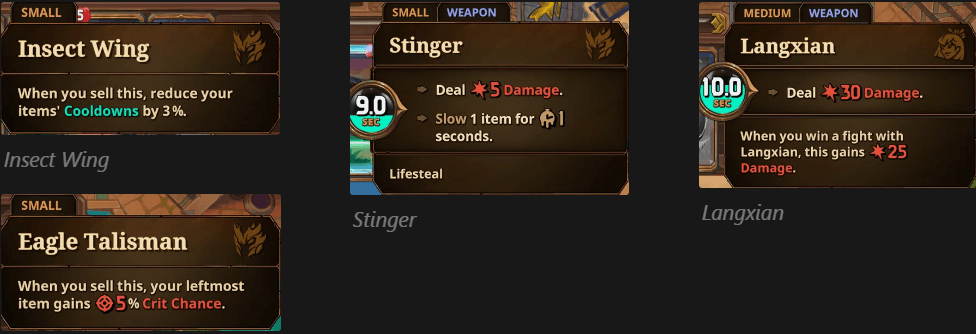 SMALL
5
Insect Wing
When you sell this, reduce your
items' Cooldowns by 3%.
Insect Wing
SMALL
Eagle Talisman
When you sell this, your leftmost
item gains 5% Crit Chance.
SMALL WEAPON
Stinger
9.0
SEC
Deal 5 Damage.
Slow 1 item for 1
seconds.
Lifesteal
Stinger
MEDIUM WEAPON
Langxian
10.0
SEC
Deal 30 Damage.
When you win a fight with
Langxian, this gains 25
Damage.
Langxian